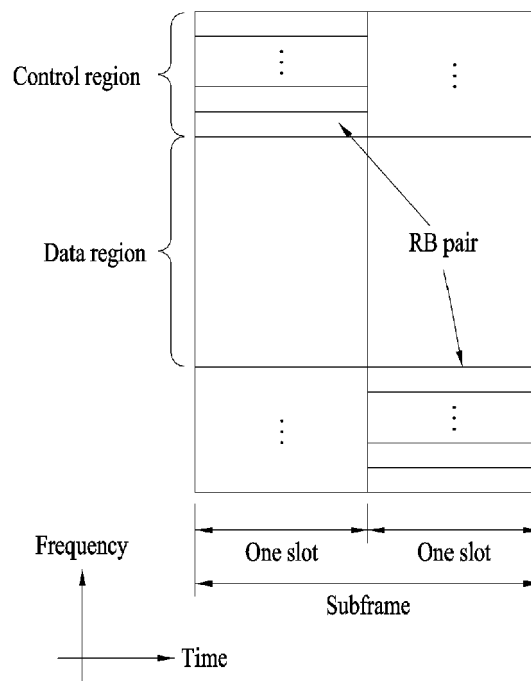 Control region
Data region
RB pair
One slot
One slot
Subframe
Frequency
Time